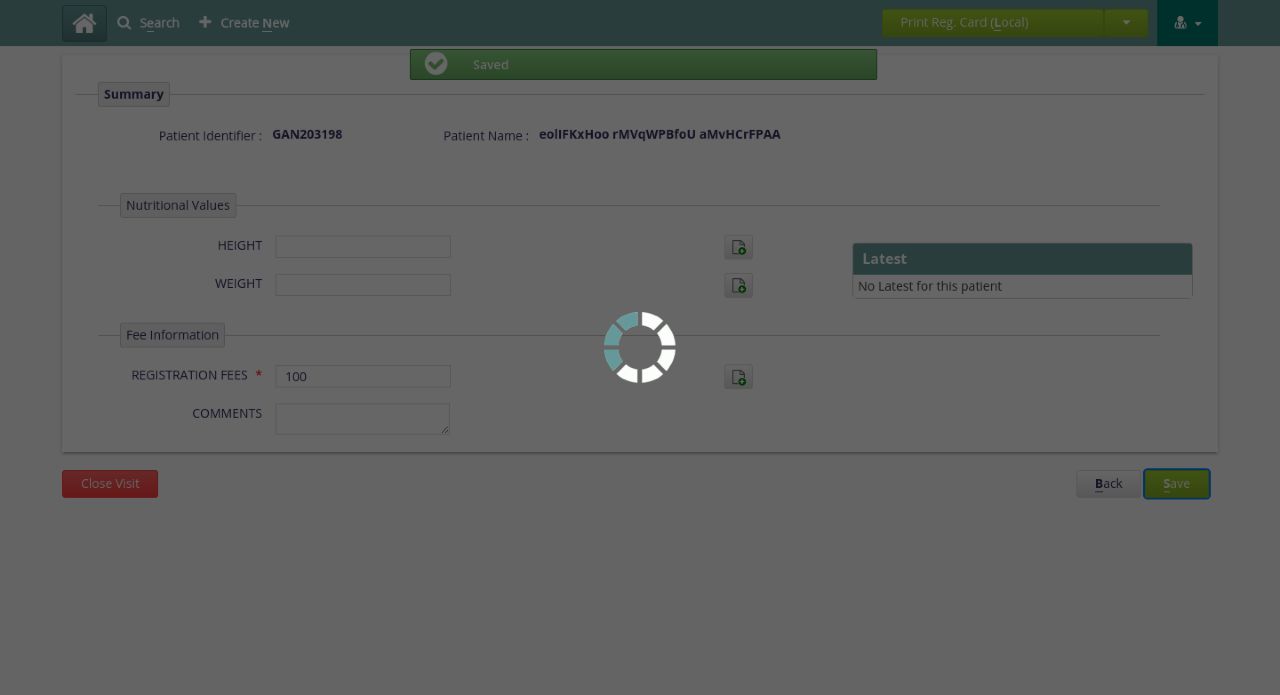 Search Create New Print Reg. Card (Local)
Saved
Summary
Patient Identifier : GAN203198 Patient Name : eolIFKxHoo rMVqWPBfoU aMvHCrFPAA
Nutritional Values
HEIGHT
Latest
WEIGHT No Latest for this patient
Fee Information
REGISTRATION FEES * 100
COMMENTS
Close Visit Back Save